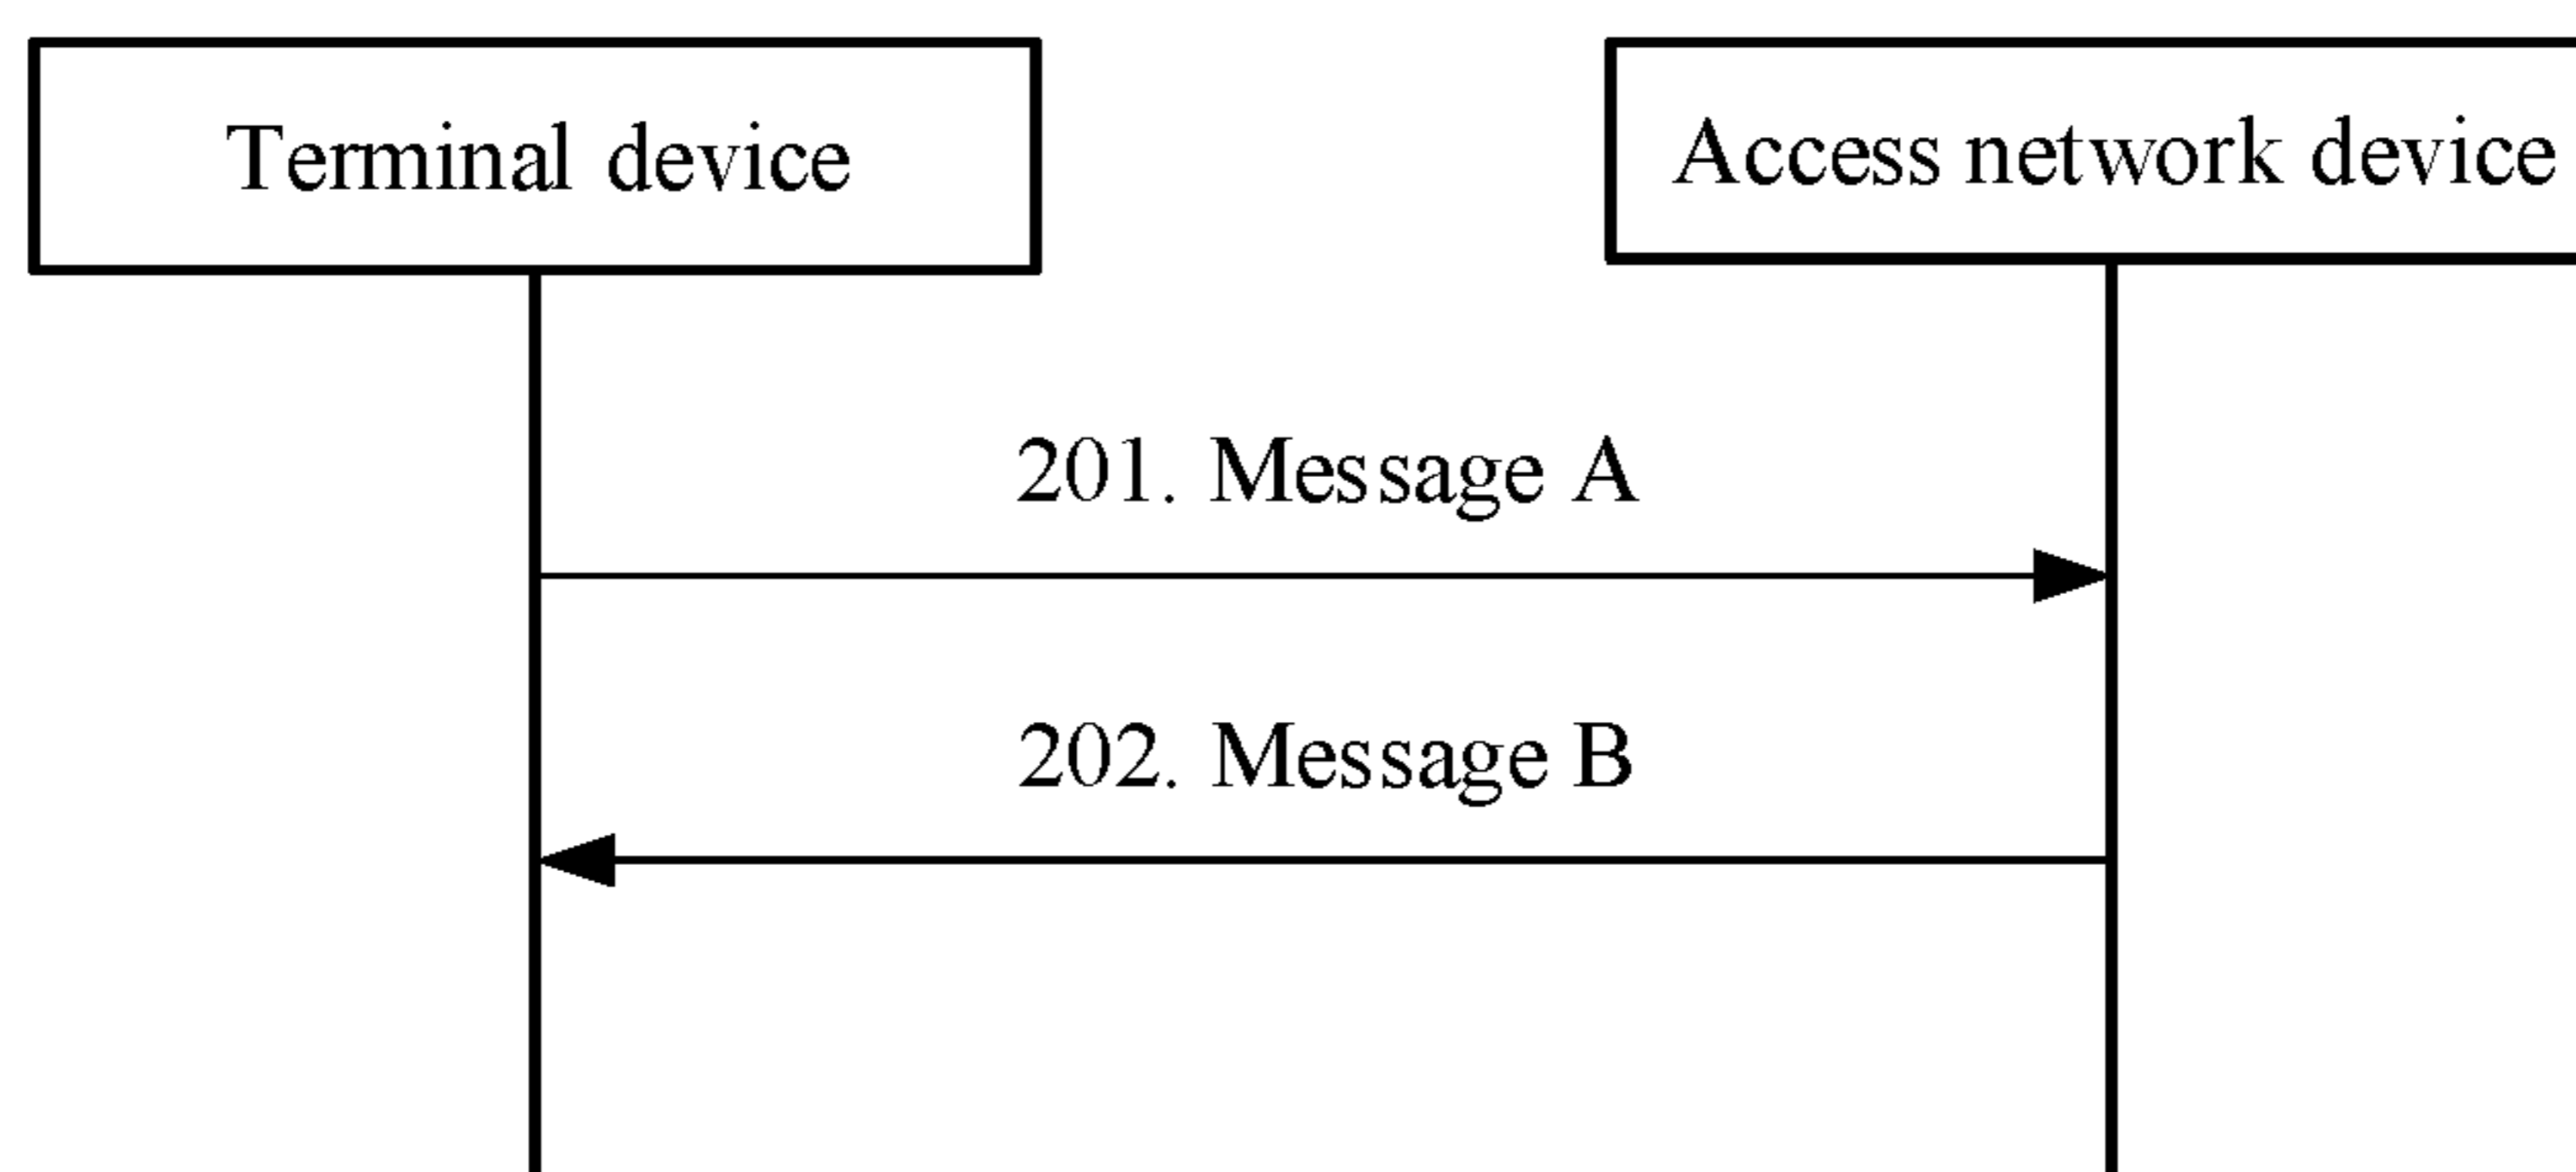 Terminal device
Access network device
201. Message A
202. Message B